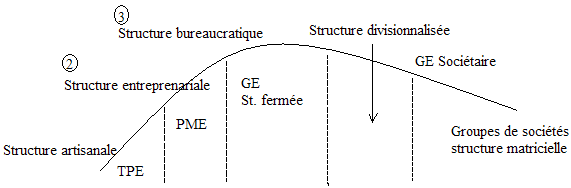 ③
Structure bureaucratique
Structure divisionnalisée
②
Structure entreprenariale
GE Sociétaire
GE
St. fermée
PME
Groupes de sociétés
structure matricielle
Structure artisanale
TPE